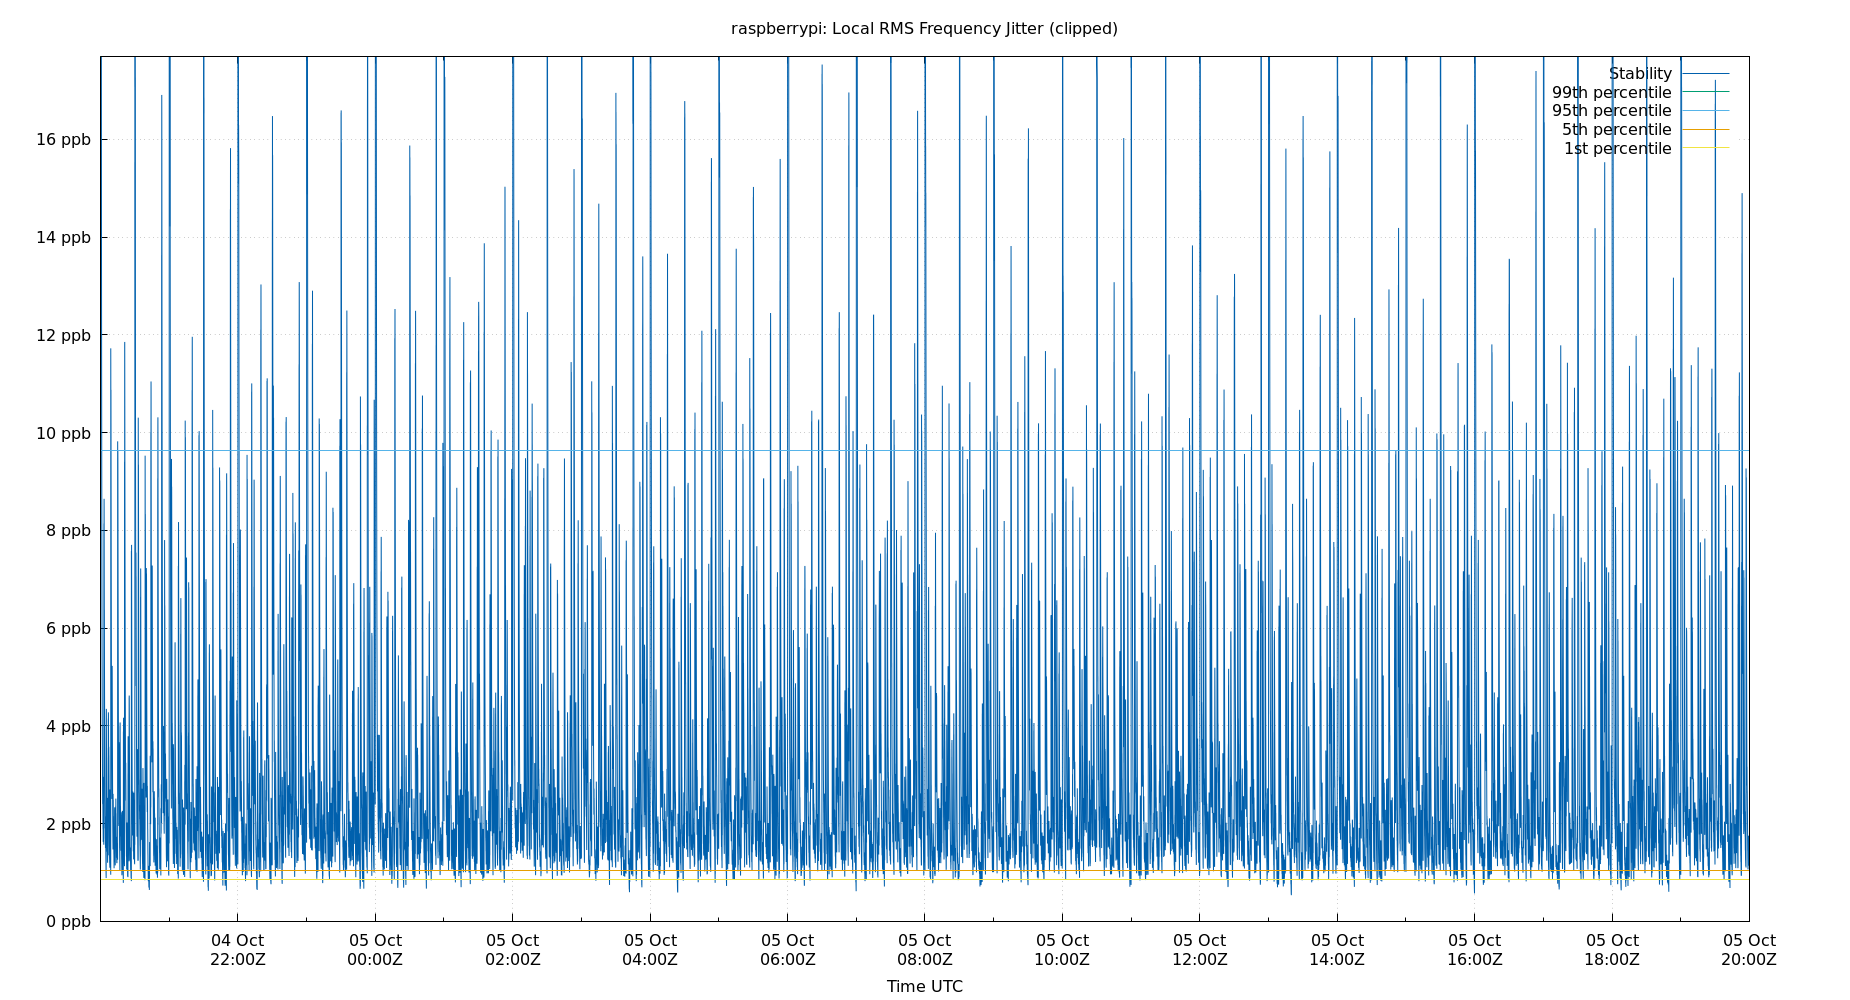 raspberrypi: Local RMS Frequency Jitter (clipped)
Stability
99th percentile
95th percentile
5th percentile
1st percentile
16 ppb
14 ppb
12 ppb
10 ppb
8 ppb
6 ppb
4 ppb
2 ppb
0 ppb
04 Oct 05 Oct 05 Oct 05 Oct 05 Oct 05 Oct 05 Oct 05 Oct 05 Oct 05 Oct 05 Oct 05 Oct
22:00Z 00:00Z 02:00Z 04:00Z 06:00Z 08:00Z 10:00Z 12:00Z 14:00Z 16:00Z 18:00Z 20:00Z
Time UTC